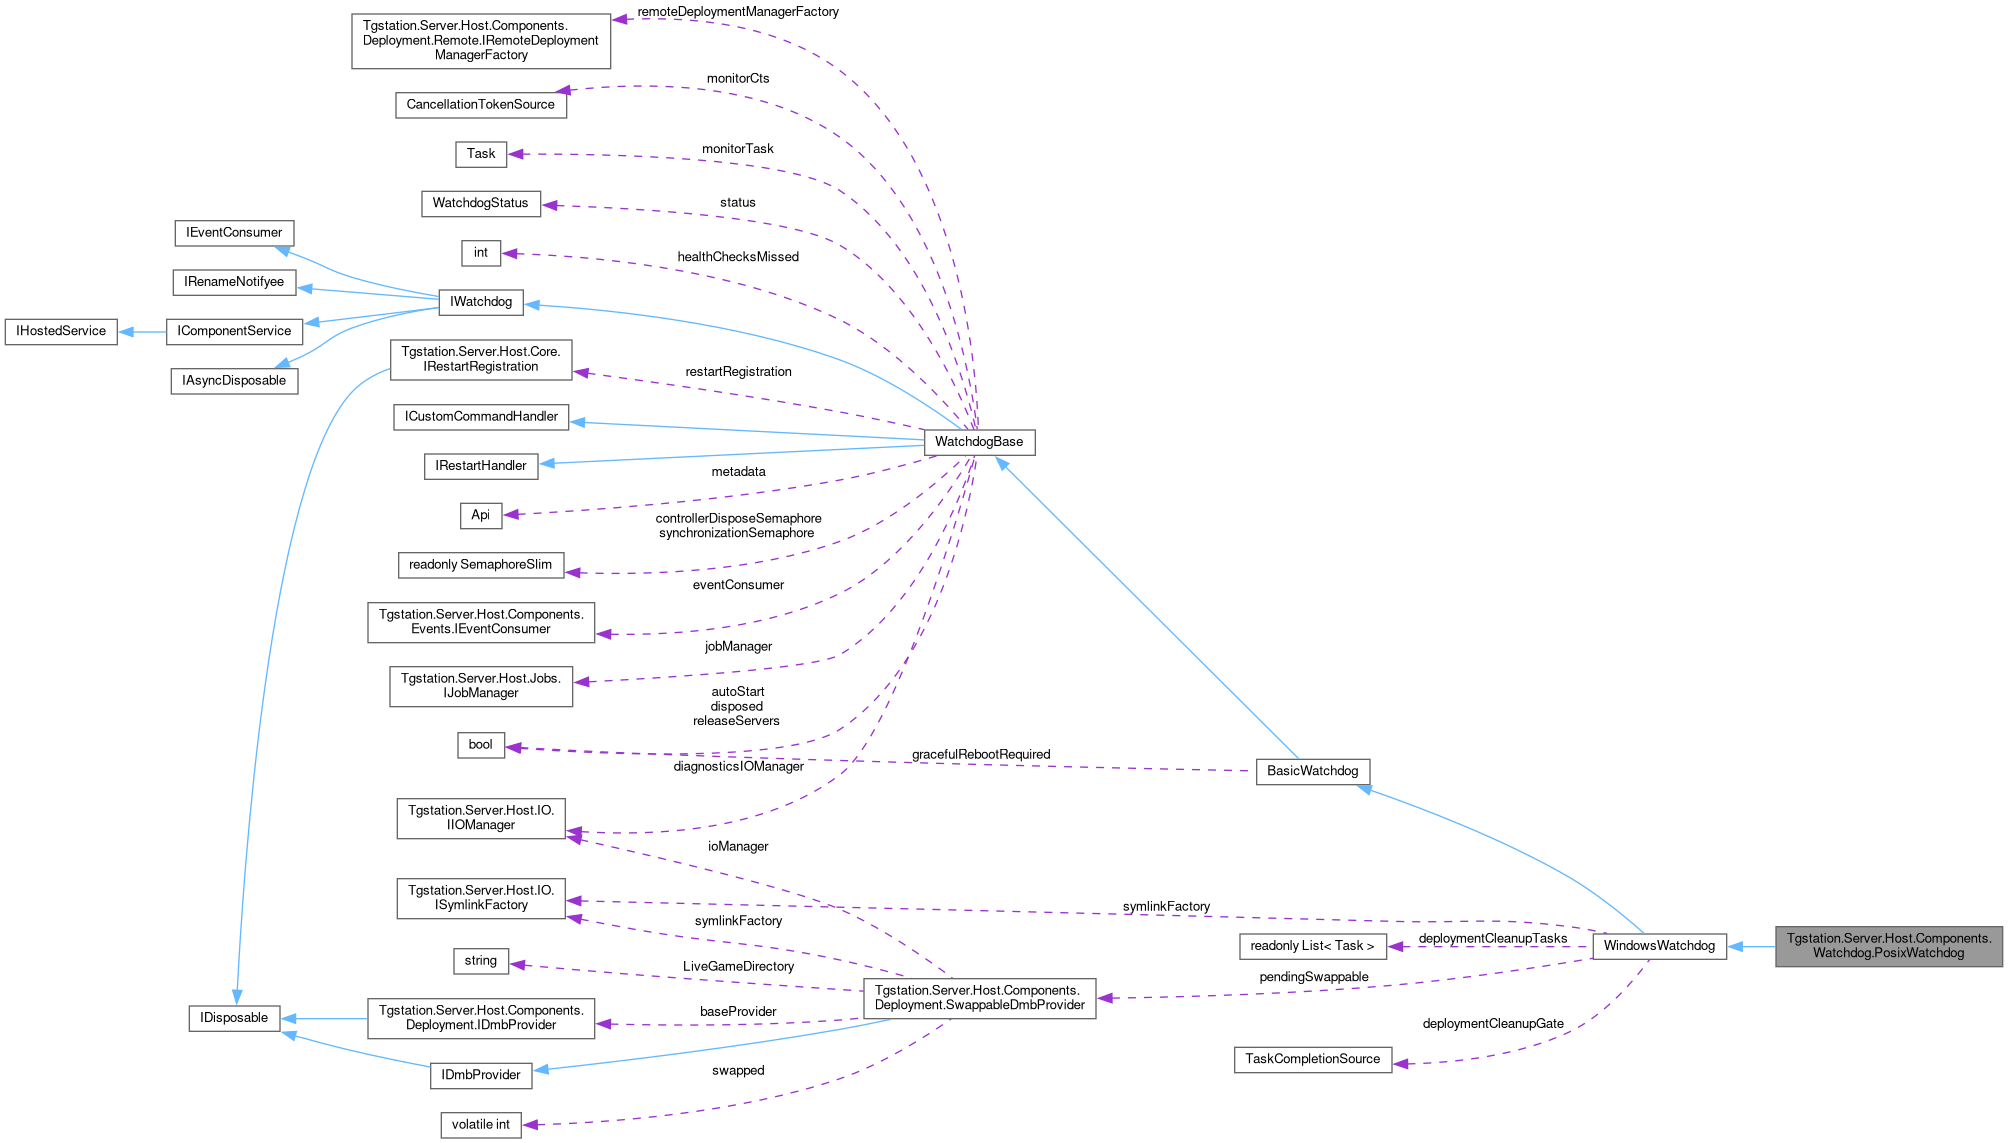 remoteDeploymentManagerFactory
Tgstation.Server.Host.Components.
Deployment.Remote.IRemoteDeployment
ManagerFactory
monitorCts
CancellationTokenSource
monitorTask
Task
status
WatchdogStatus
IEventConsumer
healthChecksMissed
int
IRenameNotifyee
IWatchdog
IHostedService
IComponentService
Tgstation.Server.Host.Core.
IRestartRegistration
restartRegistration
IAsyncDisposable
ICustomCommandHandler
WatchdogBase
IRestartHandler
metadata
Api
controllerDisposeSemaphore
synchronizationSemaphore
readonly SemaphoreSlim
eventConsumer
Tgstation.Server.Host.Components.
Events.IEventConsumer
jobManager
Tgstation.Server.Host.Jobs.
IJobManager
autoStart
disposed
releaseServers
bool
gracefulRebootRequired
diagnosticsIOManager
BasicWatchdog
Tgstation.Server.Host.IO.
IIOManager
ioManager
Tgstation.Server.Host.IO.
ISymlinkFactory
symlinkFactory
symlinkFactory
string
LiveGameDirectory
readonly List< Task >
deploymentCleanupTasks
WindowsWatchdog
Tgstation.Server.Host.Components.
Watchdog.PosixWatchdog
pendingSwappable
Tgstation.Server.Host.Components.
Deployment.SwappableDmbProvider
IDisposable
Tgstation.Server.Host.Components.
Deployment.IDmbProvider
baseProvider
deploymentCleanupGate
TaskCompletionSource
IDmbProvider
swapped
volatile int